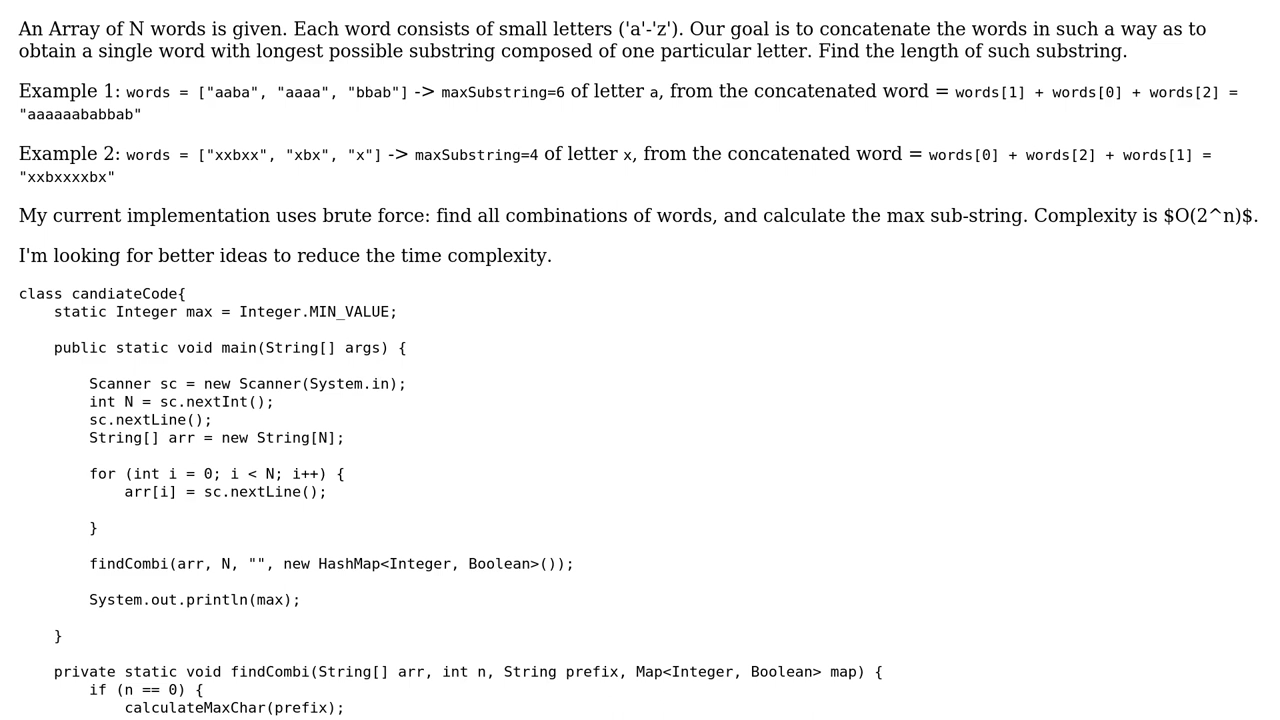 An Array of N words is given. Each word consists of small letters ('a'-'z'). Our goal is to concatenate the words in such a way as to
obtain a single word with longest possible substring composed of one particular letter. Find the length of such substring.
Example 1: words = ["aaba", "aaaa", "bbab"] -> maxSubstring=6 of letter a, from the concatenated word = words[1] + words[0] + words[2] =
"aaaaaababbab"
Example 2: words = ["xxbxx", "xbx", "x"] -> maxSubstring=4 of letter x, from the concatenated word = words[0] + words[2] + words[1] =
"xxbxxxxbx"
My current implementation uses brute force: find all combinations of words, and calculate the max sub-string. Complexity is $O(2^n)$.
I'm looking for better ideas to reduce the time complexity.
class candiateCode{
    static Integer max = Integer.MIN_VALUE;
    public static void main(String[] args) {
        Scanner sc = new Scanner(System.in);
        int N = sc.nextInt();
        sc.nextLine();
        String[] arr = new String[N];
        for (int i = 0; i < N; i++) {
            arr[i] = sc.nextLine();
        }
        findCombi(arr, N, "", new HashMap<Integer, Boolean>());
        System.out.println(max);
    }
    private static void findCombi(String[] arr, int n, String prefix, Map<Integer, Boolean> map) {
        if (n == 0) {
            calculateMaxChar(prefix);